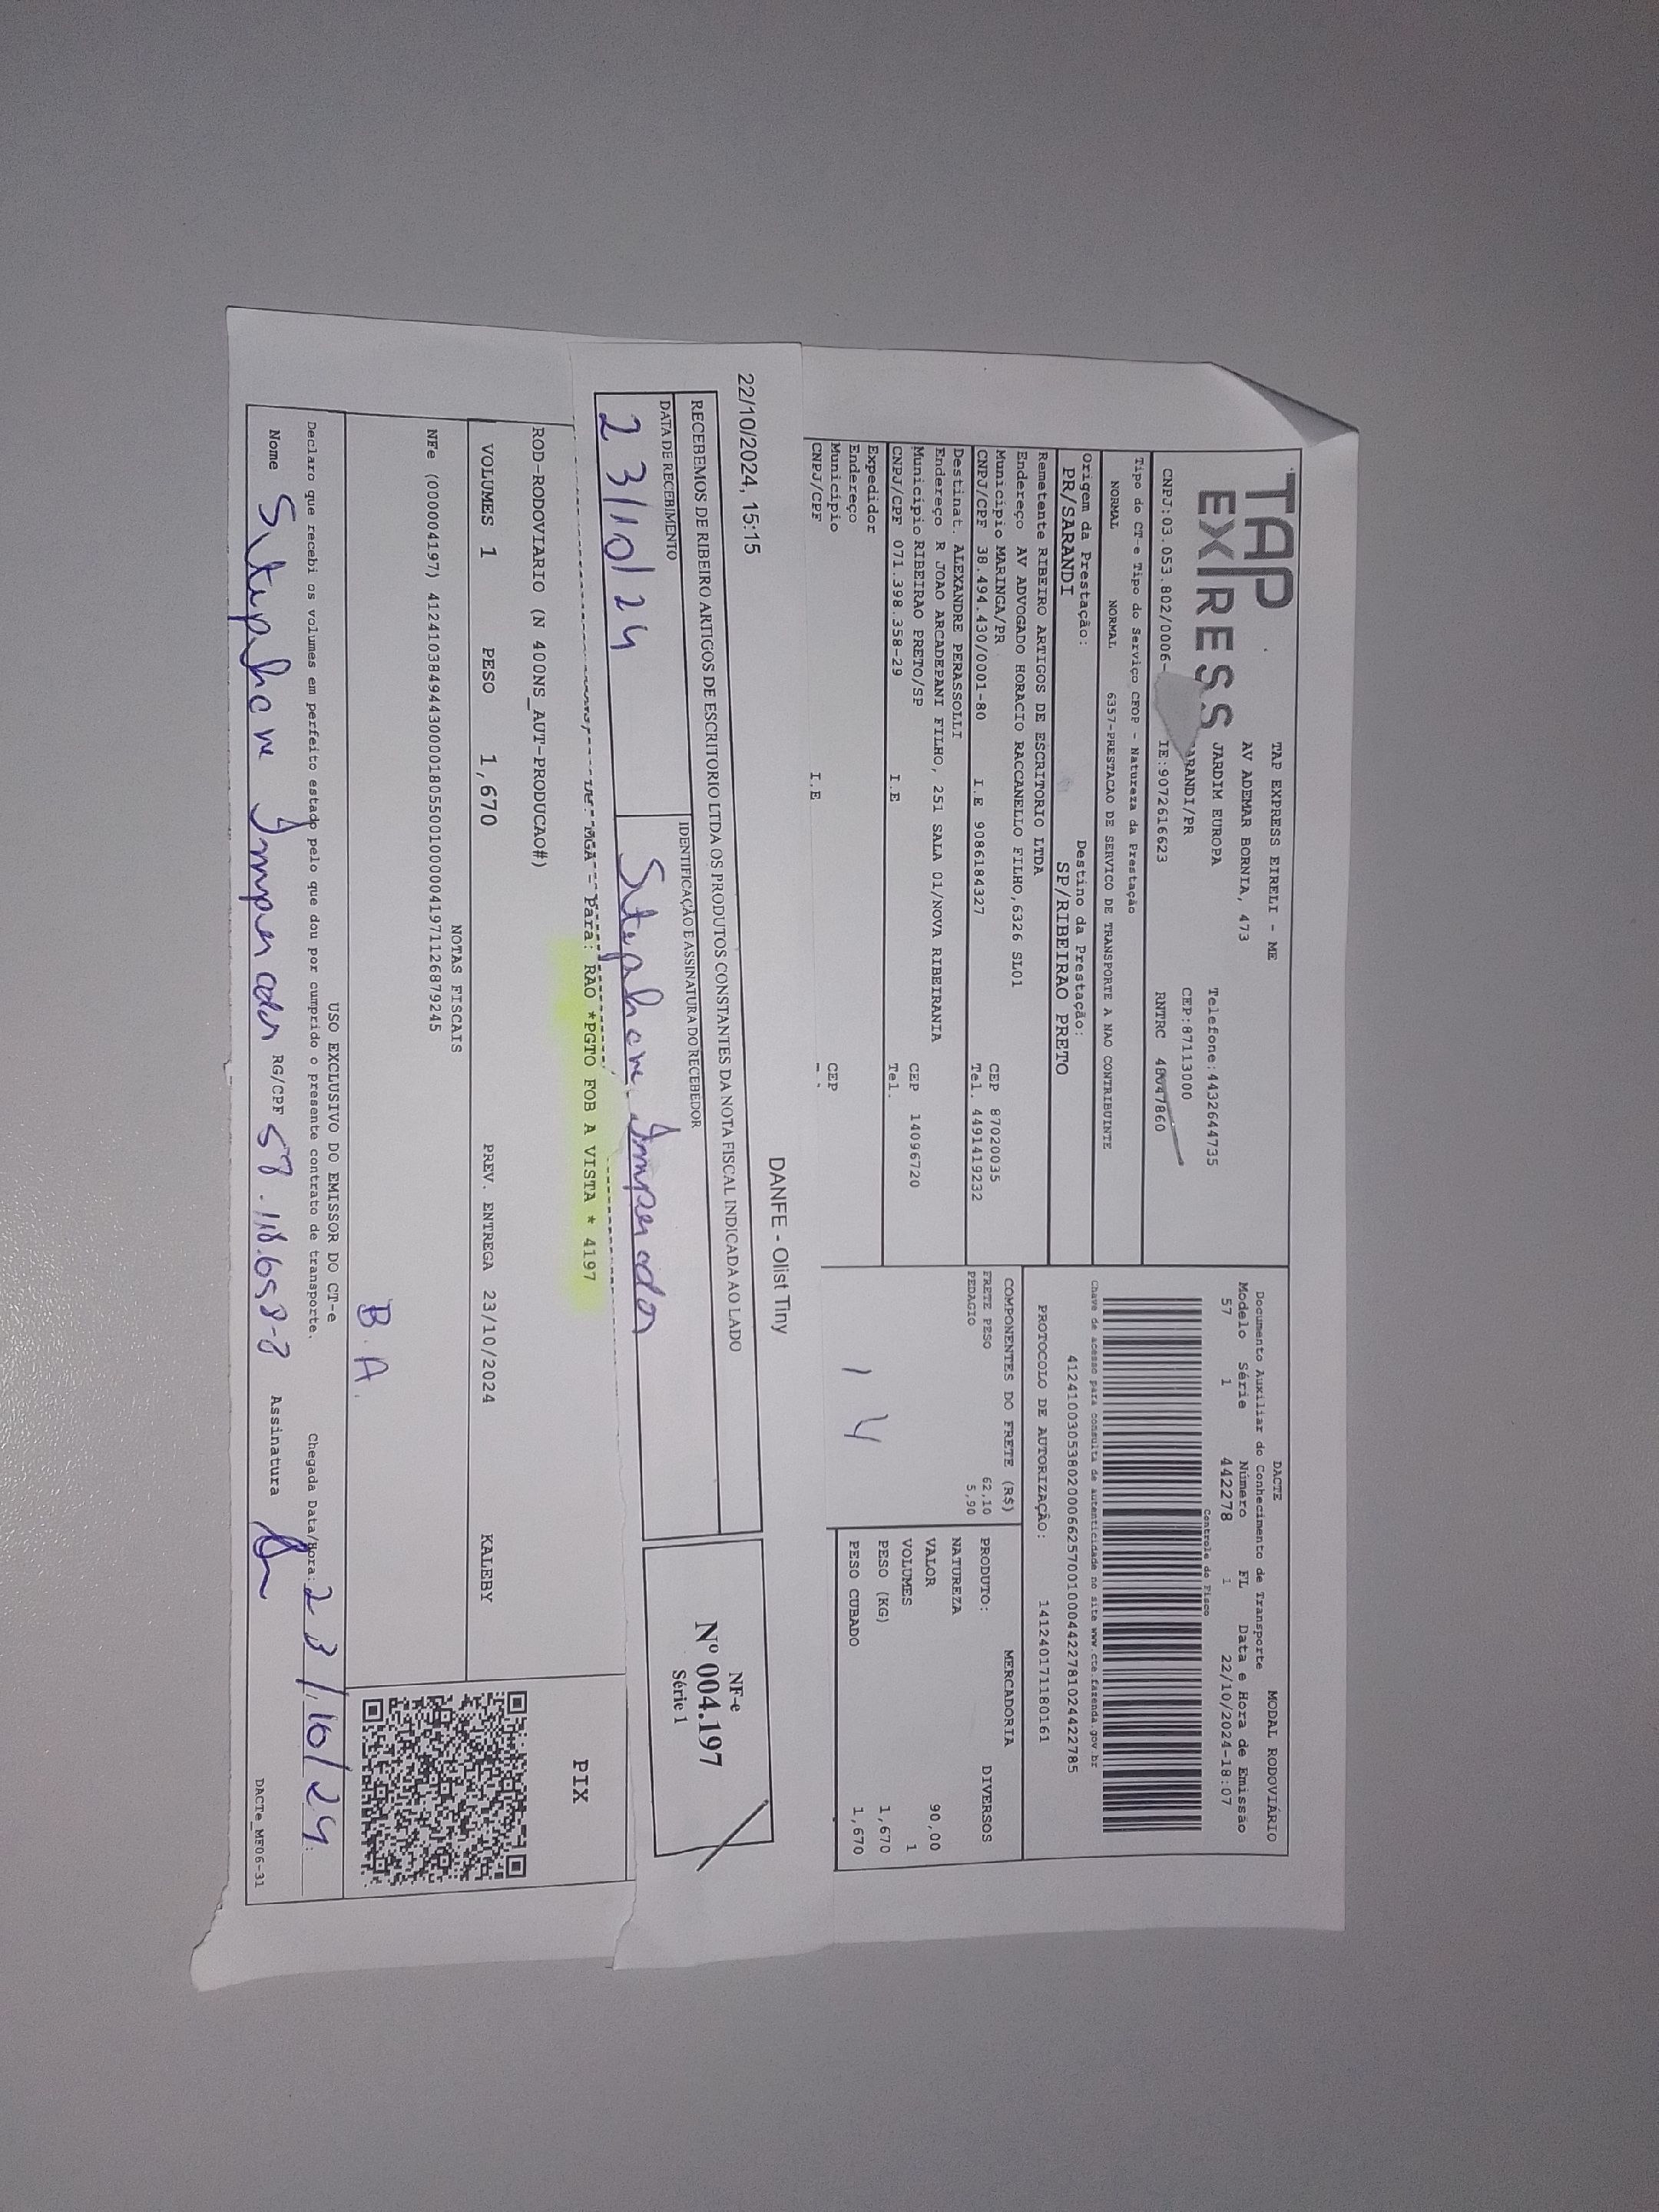 TAP EXPRESS
TAP EXPRESS EIRELI - ME
AV ADEMAR BORNIA, 473
JARDIM EUROPA
Telefone:4432644735
ARANDI/PR
CEP:87113000
CNPJ:03.053.802/0006-
IE:9072616623
RNTRC
Tipo do CT-e Tipo do Serviço CFOP - Natureza da Prestação
NORMAL NORMAL 6357-PRESTACAO DE SERVICO DE TRANSPORTE A NAO CONTRIBUINTE
Origem da Prestação: Destino da Prestação:
PR/SARANDI SP/RIBEIRAO PRETO
Remetente RIBEIRO ARTIGOS DE ESCRITORIO LTDA
Endereço AV ADVOGADO HORACIO RACCANELLO FILHO,6326 SL01
Município MARINGA/PR CEP 87020035
CNPJ/CPF 38.494.430/0001-80 I.E 9086184327 Tel. 4491419232
Destinat. ALEXANDRE PERASSOLLI
Endereço R JOAO ARCADEPANI FILHO, 251 SALA 01/NOVA RIBEIRANIA
Município RIBEIRAO PRETO/SP CEP 14096720
CNPJ/CPF 071.398.358-29 I.E Tel.
Expedidor
Endereço
Município CEP
CNPJ/CPF I.E
DACTE MODAL RODOVIÁRIO
Documento Auxiliar do Conhecimento de Transporte
Modelo Série Número FL Data e Hora de Emissão
57 1 442278 1 22/10/2024-18:07
Controle do Fisco
Chave de acesso para consulta de autenticidade no site www.cte.fazenda.gov.br
41241003053802000662570010004422781024422785
PROTOCOLO DE AUTORIZAÇÃO: 141240171180161
COMPONENTES DO FRETE (R$)
FRETE PESO 62,10
PEDAGIO 5,90
14
MERCADORIA
PRODUTO: DIVERSOS
NATUREZA
VALOR 90,00
VOLUMES 1
PESO (KG) 1,670
PESO CUBADO 1,670
22/10/2024, 15:15 DANFE - Olist Tiny
RECEBEMOS DE RIBEIRO ARTIGOS DE ESCRITORIO LTDA OS PRODUTOS CONSTANTES DA NOTA FISCAL INDICADA AO LADO
DATA DE RECEBIMENTO IDENTIFICAÇÃO E ASSINATURA DO RECEBEDOR
23/10/24 Stephane Imperador
NF-e
Nº 004.197
Série 1
MGA - Para: RAO *PGTO FOB A VISTA * 4197
PIX
ROD-RODOVIARIO (N 400NS_AUT-PRODUCAO#)
VOLUMES 1 PESO 1,670 PREV. ENTREGA 23/10/2024 KALEBY
NOTAS FISCAIS
NFe (000004197) 41241038494430000180550010000041971126879245
B.A.
USO EXCLUSIVO DO EMISSOR DO CT-e
Declaro que recebi os volumes em perfeito estado pelo que dou por cumprido o presente contrato de transporte. Chegada Data/Hora: 23/10/24
Nome Stephane Imperador RG/CPF Assinatura
DACTe_MF06-31